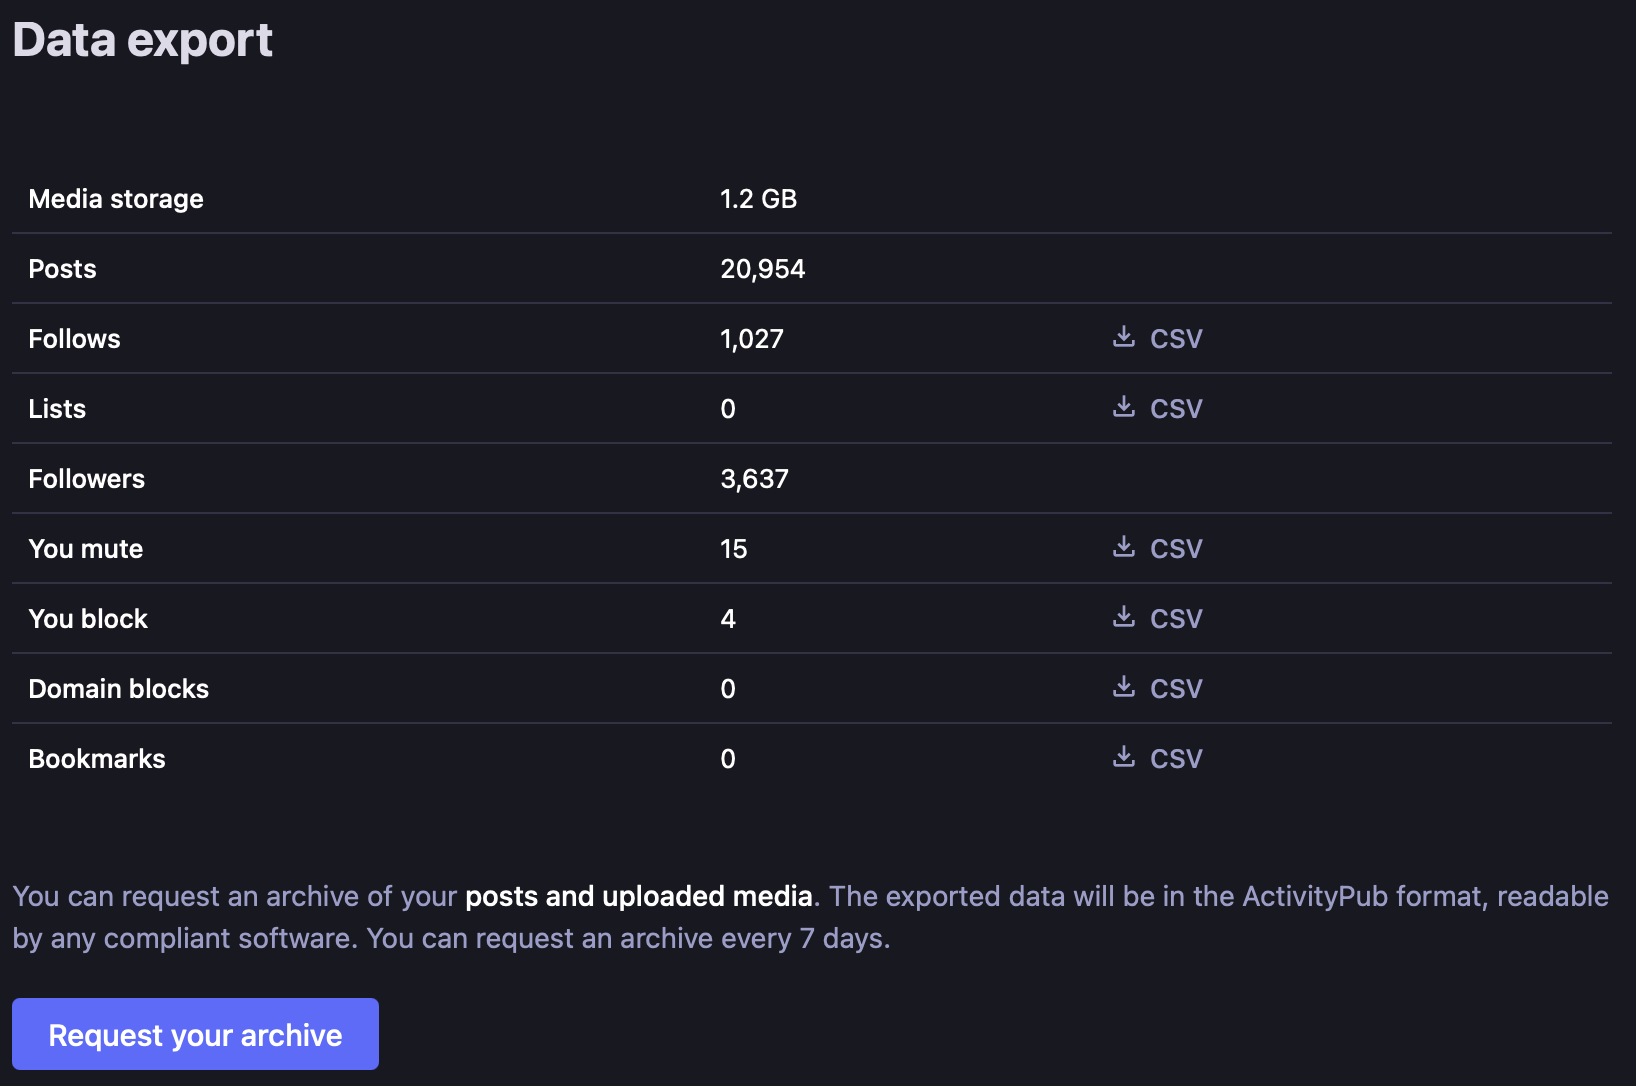 Data export
Media storage 1.2 GB
Posts 20,954
Follows 1,027 CSV
Lists 0 CSV
Followers 3,637
You mute 15 CSV
You block 4 CSV
Domain blocks 0 CSV
Bookmarks 0 CSV
You can request an archive of your posts and uploaded media. The exported data will be in the ActivityPub format, readable
by any compliant software. You can request an archive every 7 days.
Request your archive